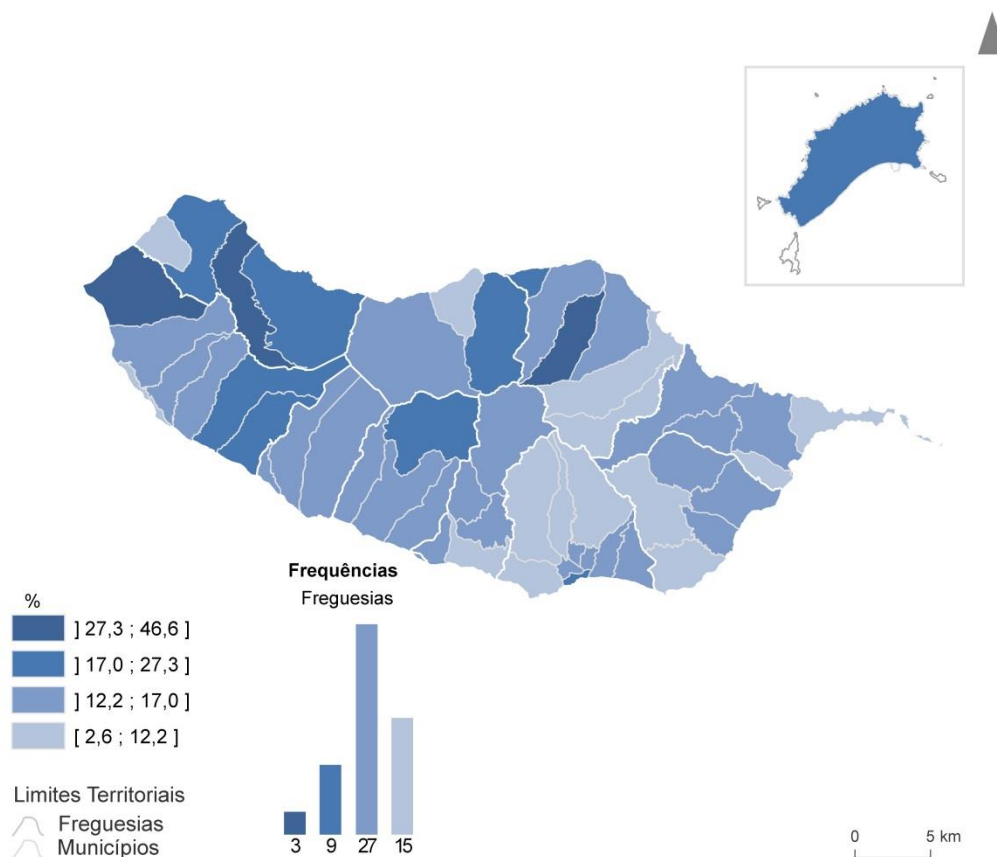 Frequências
Freguesias
%
] 27,3 ; 46,6 ]
] 17,0 ; 27,3 ]
] 12,2 ; 17,0 ]
[ 2,6 ; 12,2 ]
Limites Territoriais
Freguesias
Municípios
3 9 27 15
0 5 km